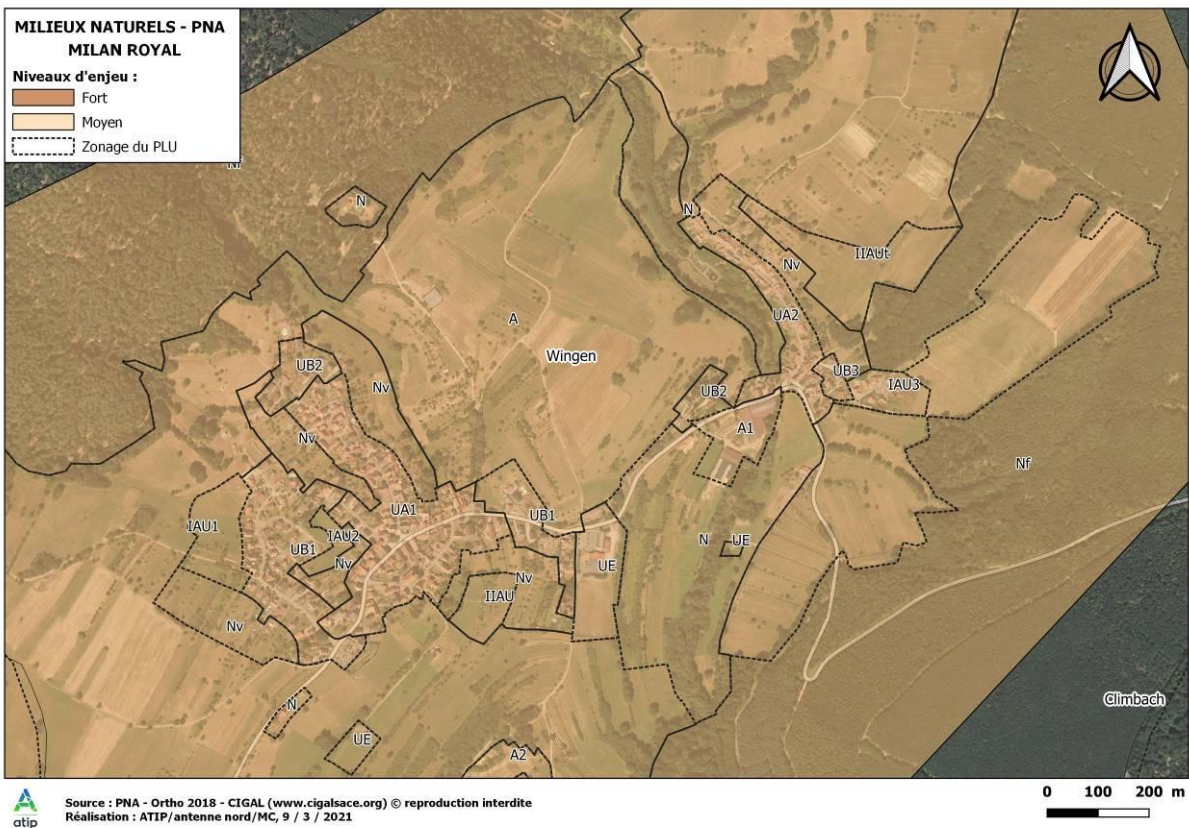 MILIEUX NATURELS - PNA
MILAN ROYAL
Niveaux d'enjeu :
Fort
Moyen
Zonage du PLU
Nf
N
N
IIAUt
Nv
A
UA2
Wingen
UB2
Nv
UB3
UB2
IAU3
A1
Nv
Nf
UA1
IAU1
UB1
IAU2
UB1
N
UE
Nv
Nv
UE
IIAU
Nv
N
UE
A2
Climbach
atip
Source : PNA - Ortho 2018 - CIGAL (www.cigalsace.org) © reproduction interdite
Réalisation : ATIP/antenne nord/MC, 9 / 3 / 2021
0 100 200 m